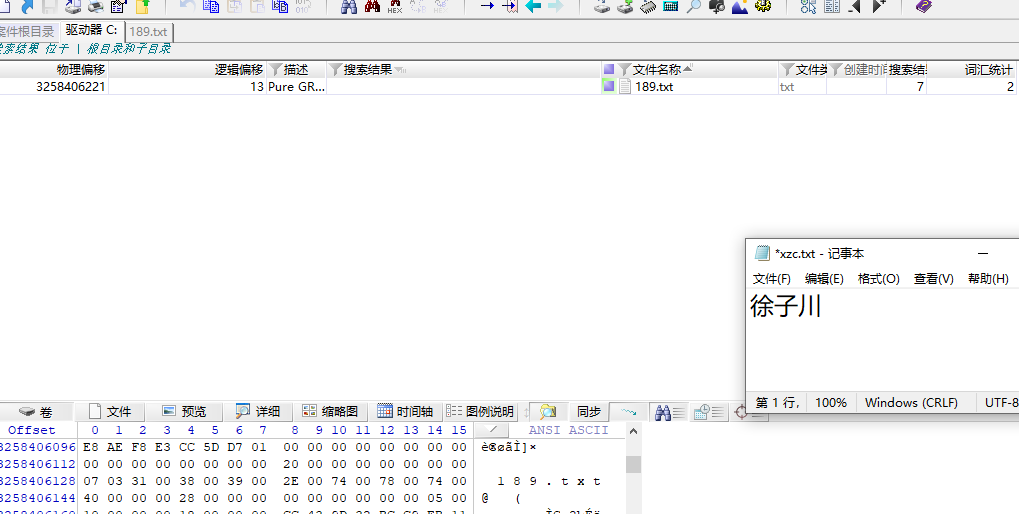 案件根目录 驱动器 C: 189.txt
搜索结果 位于 | 根目录和子目录
物理偏移 逻辑偏移 描述 搜索结果 文件名称 文件类 创建时间 搜索结 词汇统计
3258406221 13 Pure GR... 189.txt txt 7 2
*xzc.txt - 记事本
文件(F) 编辑(E) 格式(O) 查看(V) 帮助(H)
徐子川
第 1 行, 100% Windows (CRLF) UTF-8
卷 文件 预览 详细 缩略图 时间轴 图例说明 同步
Offset 0 1 2 3 4 5 6 7 8 9 10 11 12 13 14 15 ANSI ASCII
3258406096 E8 AE F8 E3 CC 5D D7 01 00 00 00 00 00 00 00 00 è®øãÌ]×
3258406112 00 00 00 00 00 00 00 00 20 00 00 00 00 00 00 00
3258406128 07 03 31 00 38 00 39 00 2E 00 74 00 78 00 74 00 1 8 9 . t x t
3258406144 40 00 00 00 28 00 00 00 00 00 00 00 00 00 05 00 @ (